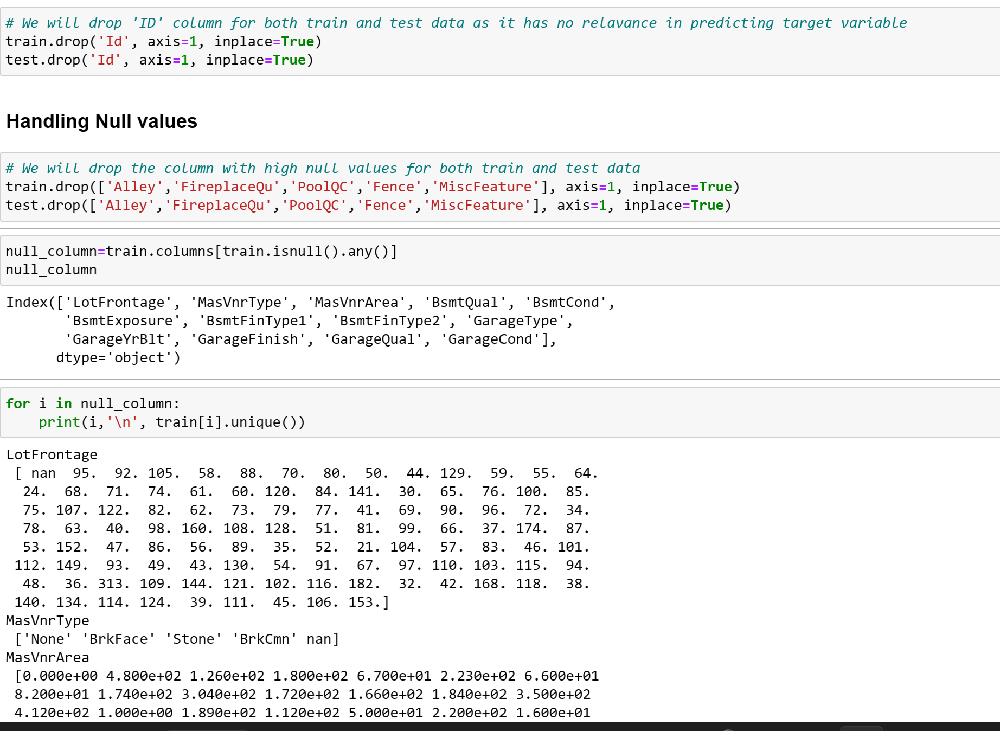 # We will drop 'ID' column for both train and test data as it has no relavance in predicting target variable
train.drop('Id', axis=1, inplace=True)
test.drop('Id', axis=1, inplace=True)
Handling Null values
# We will drop the column with high null values for both train and test data
train.drop(['Alley','FireplaceQu','PoolQC','Fence','MiscFeature'], axis=1, inplace=True)
test.drop(['Alley','FireplaceQu','PoolQC','Fence','MiscFeature'], axis=1, inplace=True)
null_column=train.columns[train.isnull().any()]
null_column
Index(['LotFrontage', 'MasVnrType', 'MasVnrArea', 'BsmtQual', 'BsmtCond',
       'BsmtExposure', 'BsmtFinType1', 'BsmtFinType2', 'GarageType',
       'GarageYrBlt', 'GarageFinish', 'GarageQual', 'GarageCond'],
      dtype='object')
for i in null_column:
    print(i,'\n', train[i].unique())
LotFrontage
 [ nan  95.  92. 105.  58.  88.  70.  80.  50.  44. 129.  59.  55.  64.
  24.  68.  71.  74.  61.  60. 120.  84. 141.  30.  65.  76. 100.  85.
  75. 107. 122.  82.  62.  73.  79.  77.  41.  69.  90.  96.  72.  34.
  78.  63.  40.  98. 160. 108. 128.  51.  81.  99.  66.  37. 174.  87.
  53. 152.  47.  86.  56.  89.  35.  52.  21. 104.  57.  83.  46. 101.
 112. 149.  93.  49.  43. 130.  54.  91.  67.  97. 110. 103. 115.  94.
  48.  36. 313. 109. 144. 121. 102. 116. 182.  32.  42. 168. 118.  38.
 140. 134. 114. 124.  39. 111.  45. 106. 153.]
MasVnrType
 ['None' 'BrkFace' 'Stone' 'BrkCmn' nan]
MasVnrArea
 [0.000e+00 4.800e+02 1.260e+02 1.800e+02 6.700e+01 2.230e+02 6.600e+01
 8.200e+01 1.740e+02 3.040e+02 1.720e+02 1.660e+02 1.840e+02 3.500e+02
 4.120e+02 1.000e+00 1.890e+02 1.120e+02 5.000e+01 2.200e+02 1.600e+01